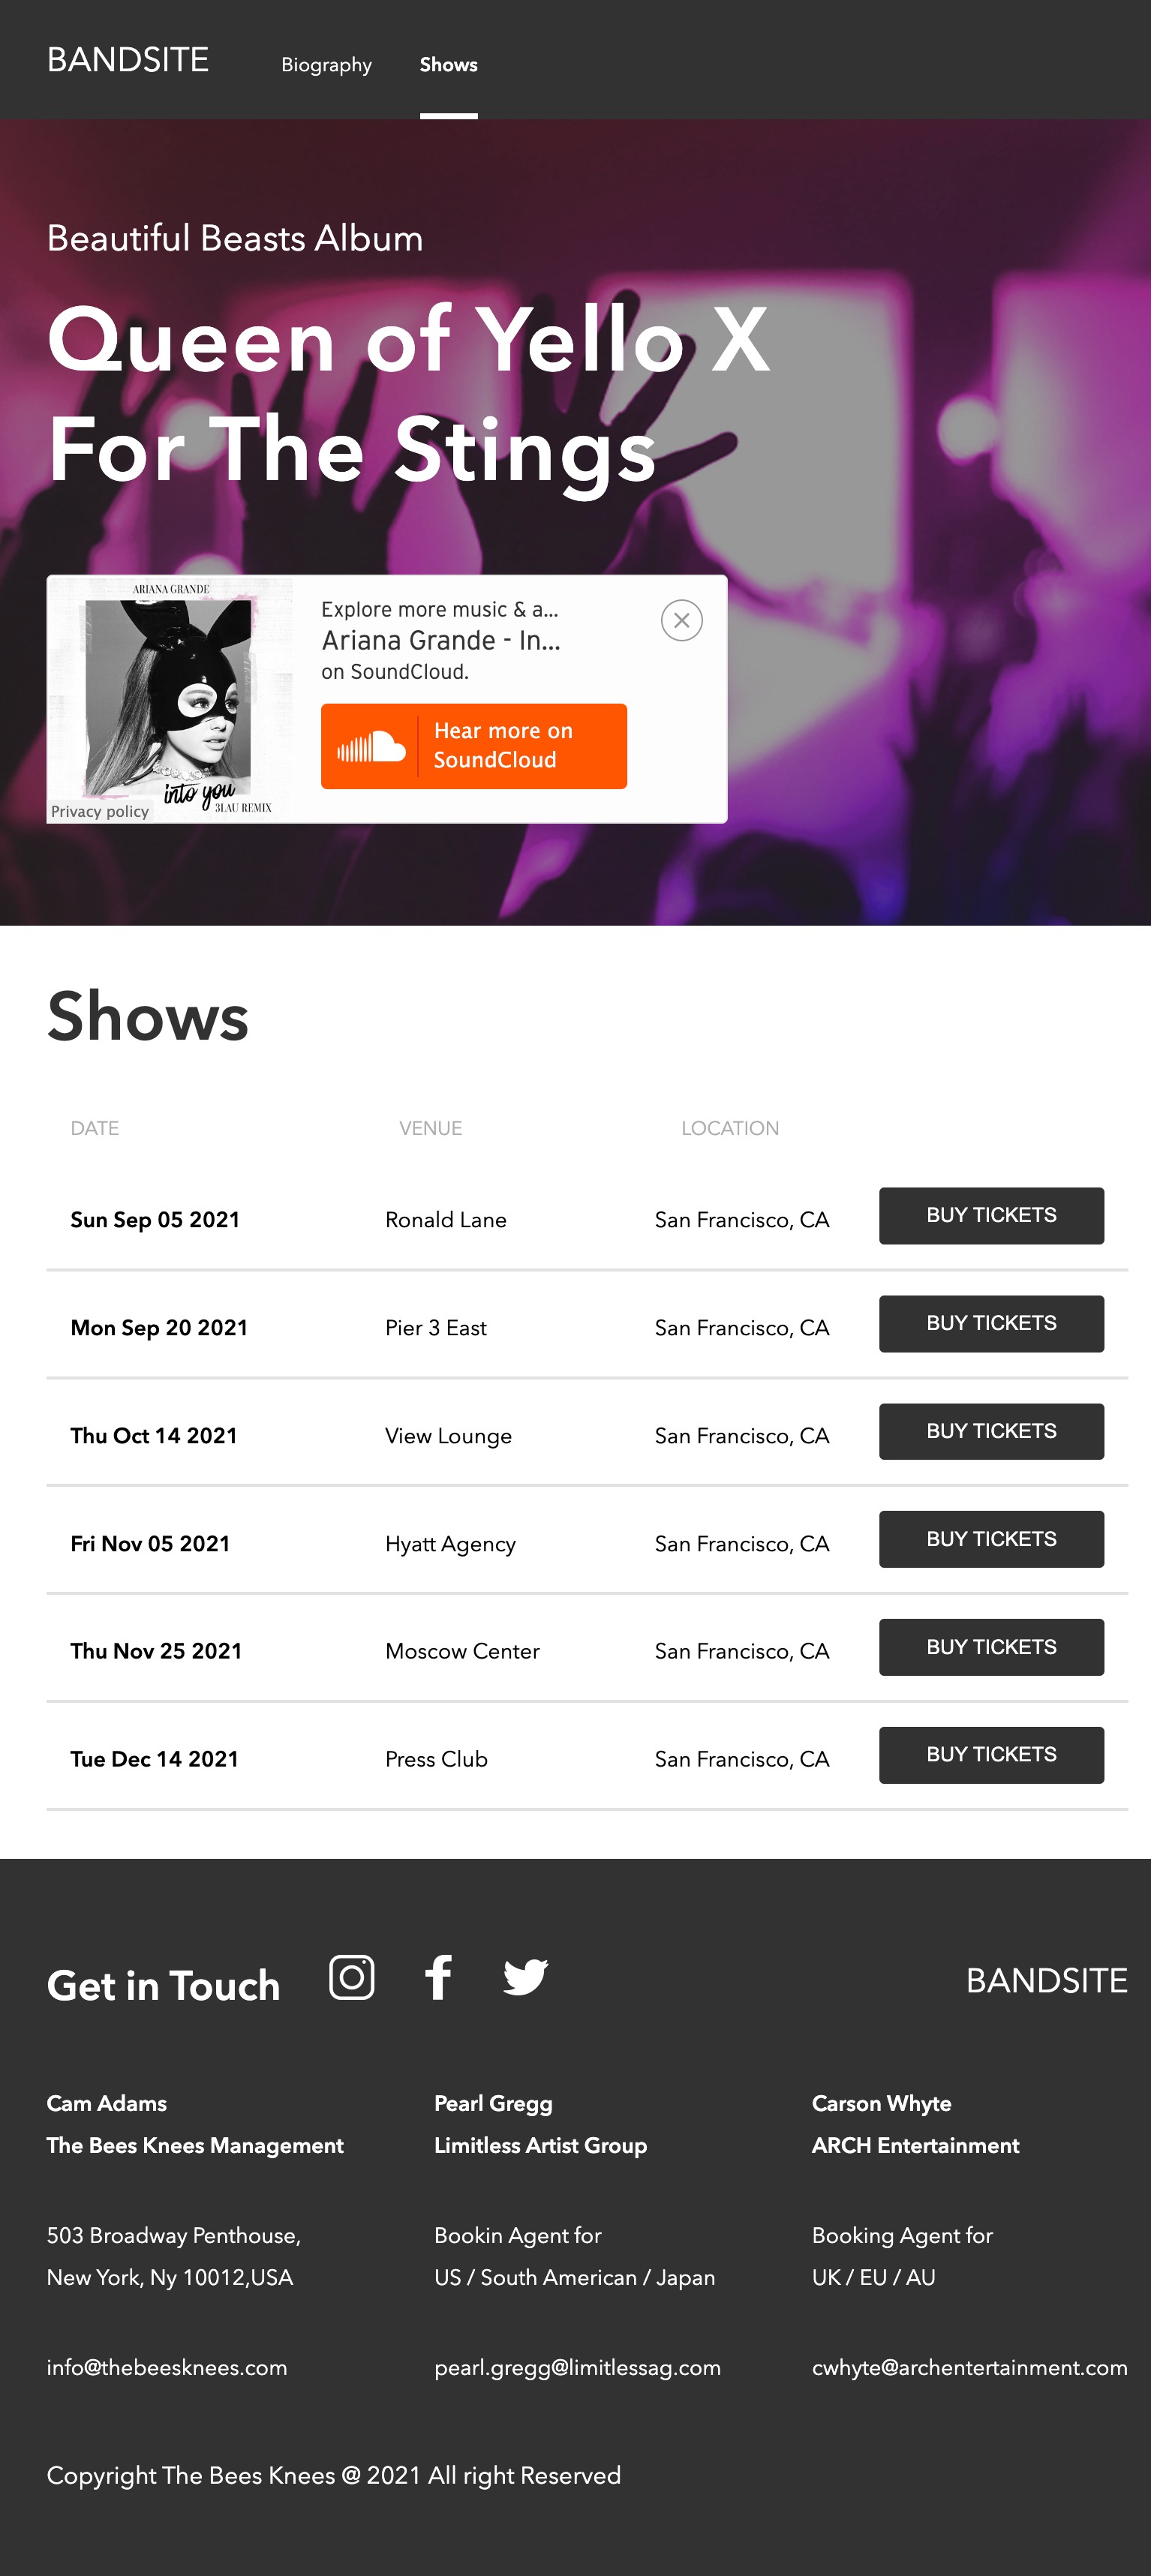 BANDSITE
Biography
Shows
Beautiful Beasts Album
Queen of Yello X
For The Stings
ARIANA GRANDE
into you
3LAU REMIX
Privacy policy
Explore more music & a...
Ariana Grande - In...
on SoundCloud.
Hear more on
SoundCloud
Shows
DATE VENUE LOCATION
Sun Sep 05 2021 Ronald Lane San Francisco, CA BUY TICKETS
Mon Sep 20 2021 Pier 3 East San Francisco, CA BUY TICKETS
Thu Oct 14 2021 View Lounge San Francisco, CA BUY TICKETS
Fri Nov 05 2021 Hyatt Agency San Francisco, CA BUY TICKETS
Thu Nov 25 2021 Moscow Center San Francisco, CA BUY TICKETS
Tue Dec 14 2021 Press Club San Francisco, CA BUY TICKETS
Get in Touch
BANDSITE
Cam Adams
The Bees Knees Management
503 Broadway Penthouse,
New York, Ny 10012,USA
info@thebeesknees.com
Pearl Gregg
Limitless Artist Group
Bookin Agent for
US / South American / Japan
pearl.gregg@limitlessag.com
Carson Whyte
ARCH Entertainment
Booking Agent for
UK / EU / AU
cwhyte@archentertainment.com
Copyright The Bees Knees @ 2021 All right Reserved